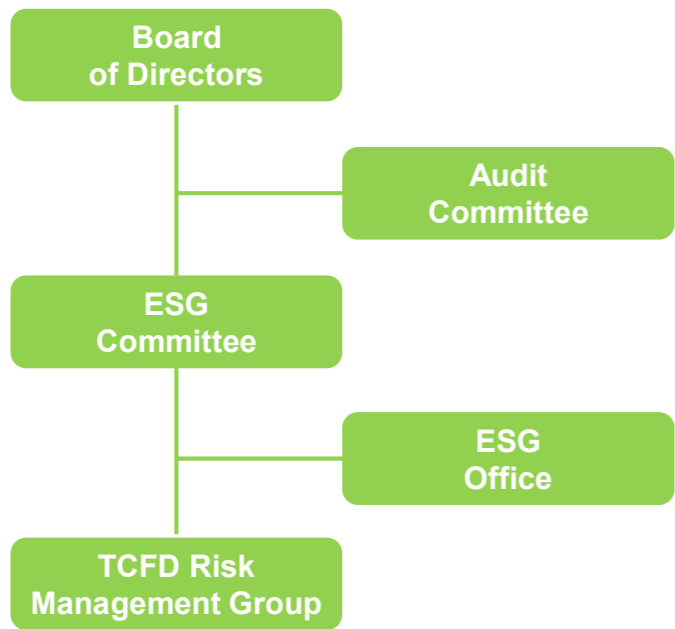 Board
of Directors
Audit
Committee
ESG
Committee
ESG
Office
TCFD Risk
Management Group